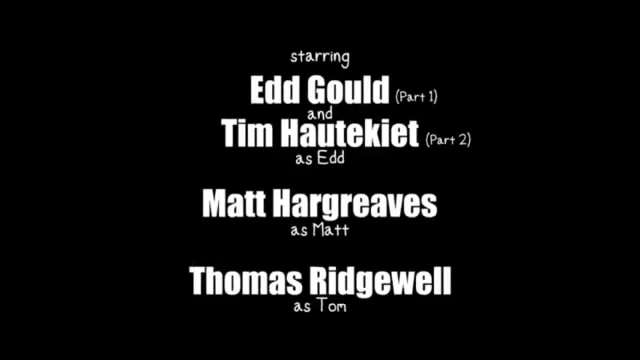 starring
Edd Gould (Part 1)
and
Tim Hautekiet (Part 2)
as Edd
Matt Hargreaves
as Matt
Thomas Ridgewell
as Tom